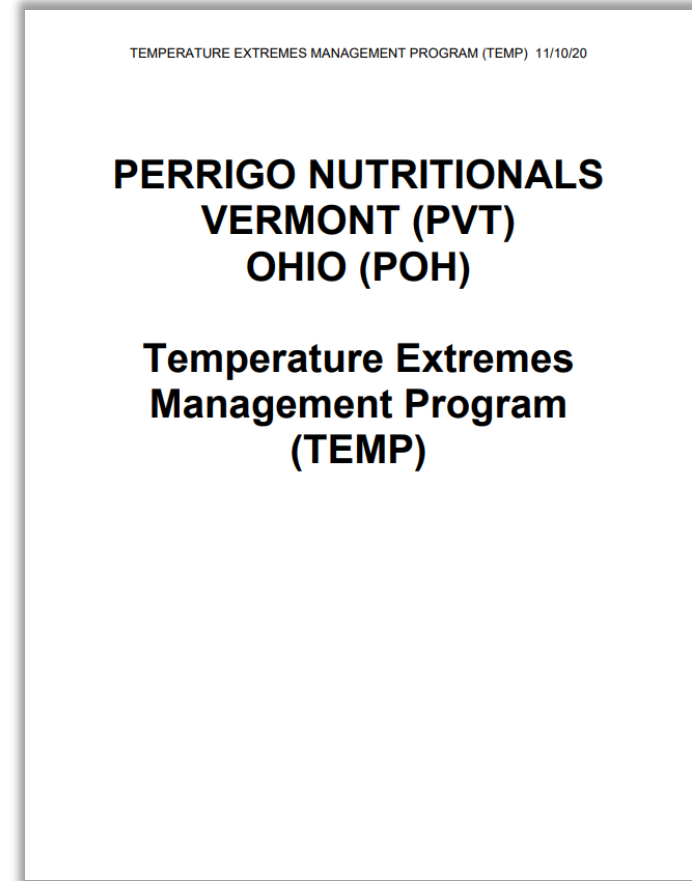 TEMPERATURE EXTREMES MANAGEMENT PROGRAM (TEMP) 11/10/20
PERRIGO NUTRITIONALS
VERMONT (PVT)
OHIO (POH)
Temperature Extremes
Management Program
(TEMP)